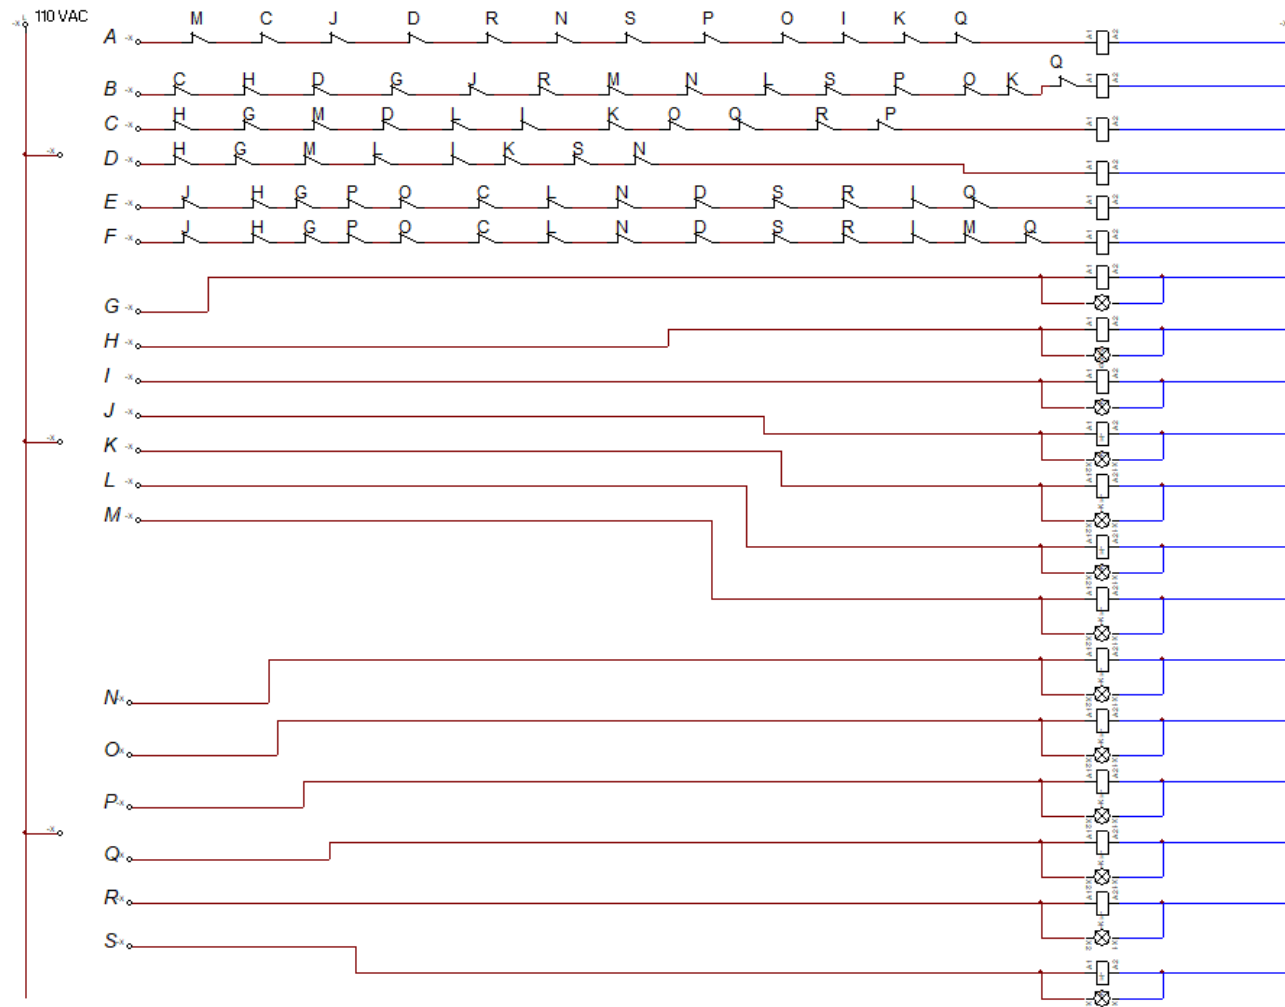 110 VAC
M C J D R N S P O I K Q
A
C H D G J R M N L S P O K Q
B
H G M D L I K O Q R P
C
H G M L I K S N
D
J H G P O C L N D S R I Q
E
J H G P O C L N D S R I M Q
F
G
H
I
J
K
L
M
N
O
P
Q
R
S